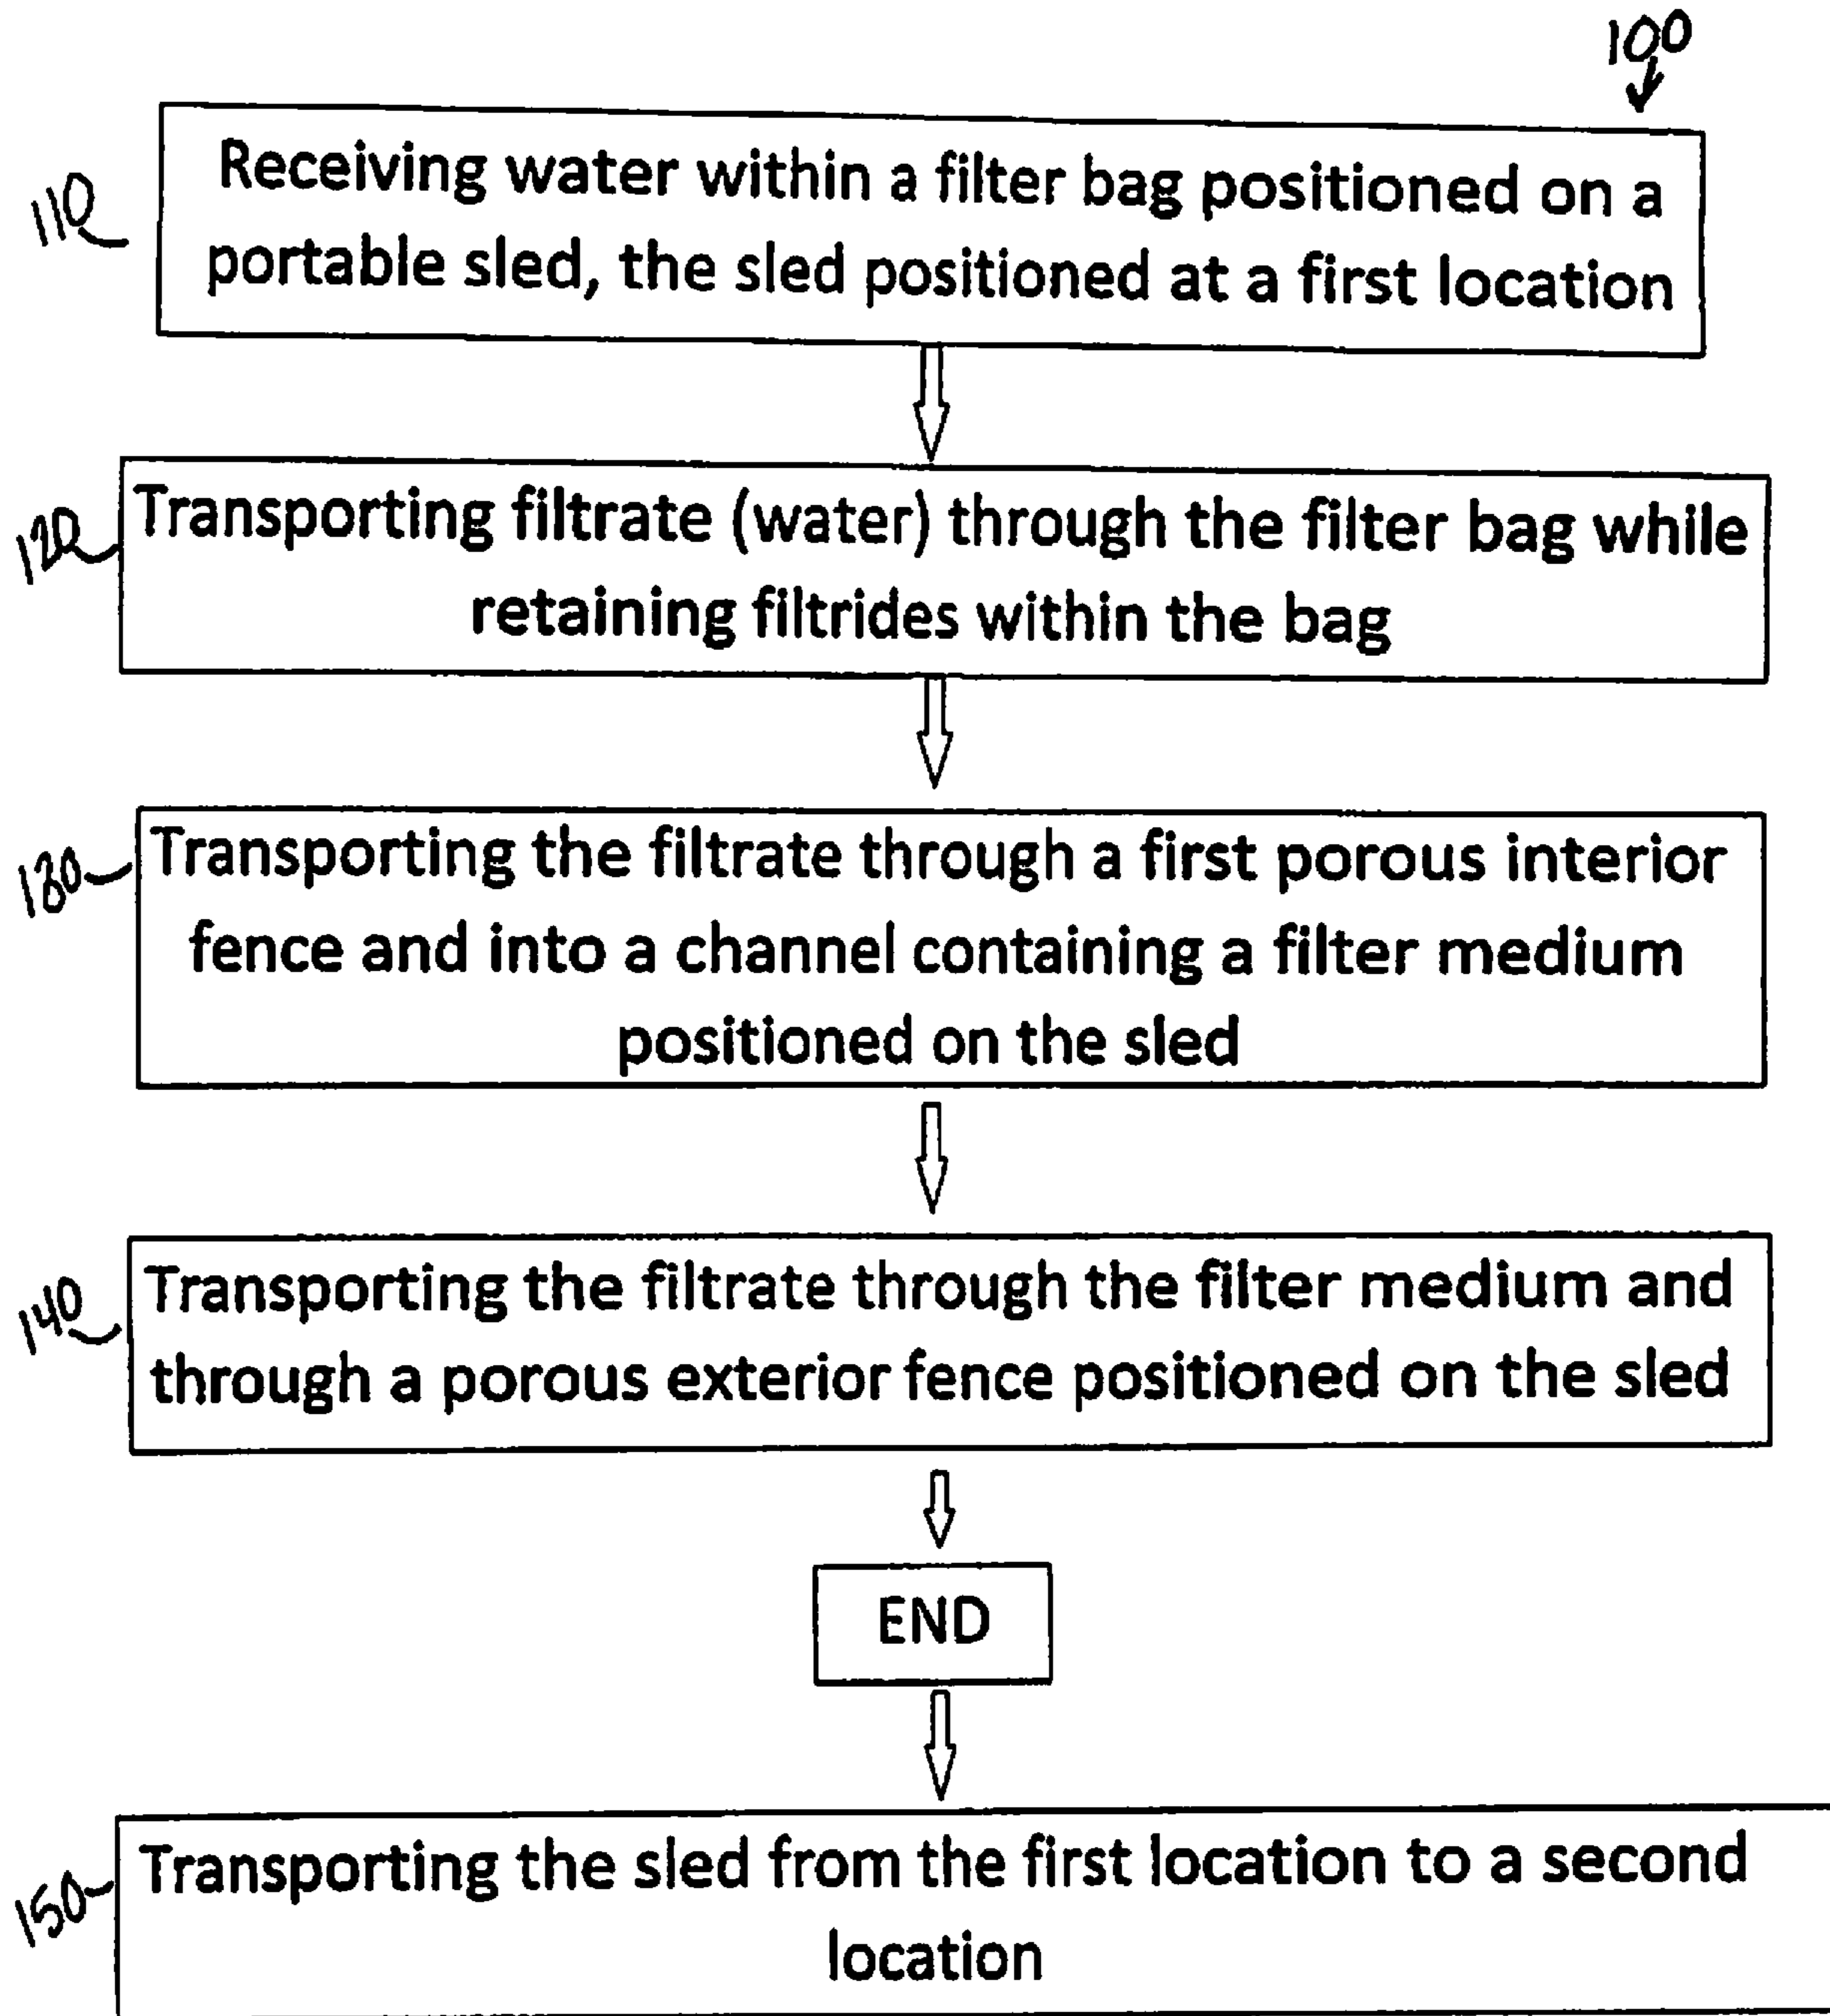 100
110
Receiving water within a filter bag positioned on a
portable sled, the sled positioned at a first location
120
Transporting filtrate (water) through the filter bag while
retaining filtrides within the bag
130
Transporting the filtrate through a first porous interior
fence and into a channel containing a filter medium
positioned on the sled
140
Transporting the filtrate through the filter medium and
through a porous exterior fence positioned on the sled
END
150
Transporting the sled from the first location to a second
location